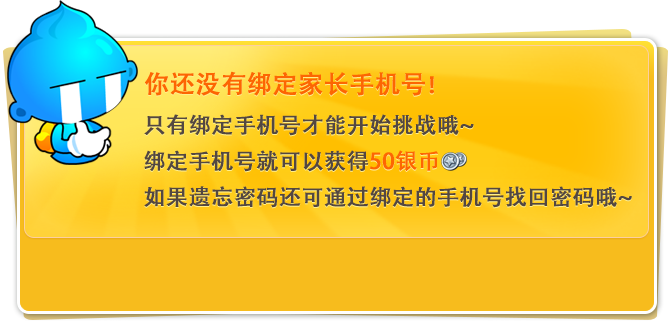 你还没有绑定家长手机号!
只有绑定手机号才能开始挑战哦~
绑定手机号就可以获得50银币
如果遗忘密码还可通过绑定的手机号找回密码哦~